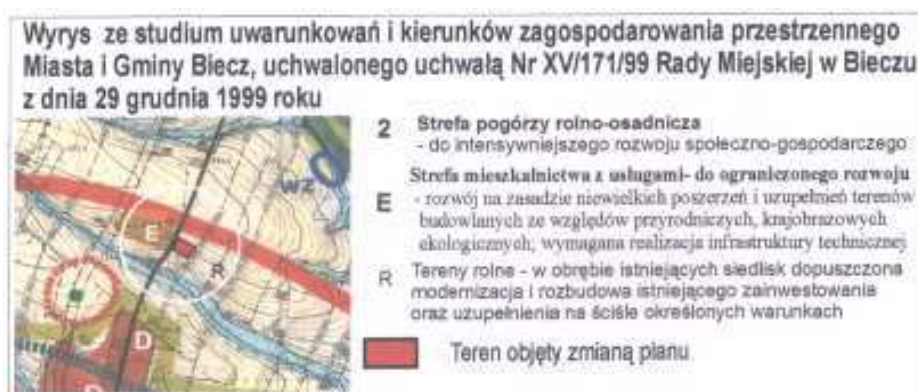 Wyrys ze studium uwarunkowań i kierunków zagospodarowania przestrzennego
Miasta i Gminy Biecz, uchwalonego uchwałą Nr XV/171/99 Rady Miejskiej w Bieczu
z dnia 29 grudnia 1999 roku
2 Strefa pogórzy rolno-osadnicza
- do intensywniejszego rozwoju społeczno-gospodarczego
Strefa mieszkalnictwa z usługami- do ograniczonego rozwoju
E - rozwój na zasadzie niewielkich poszerzeń i uzupełnień terenów
budowlanych ze względów przyrodniczych, krajobrazowych
ekologicznych, wymagana realizacja infrastruktury technicznej
R Tereny rolne - w obrębie istniejących siedlisk dopuszczona
modernizacja i rozbudowa istniejącego zainwestowania
oraz uzupełnienia na ściśle określonych warunkach
Teren objęty zmianą planu
WZ
E
R
D
D